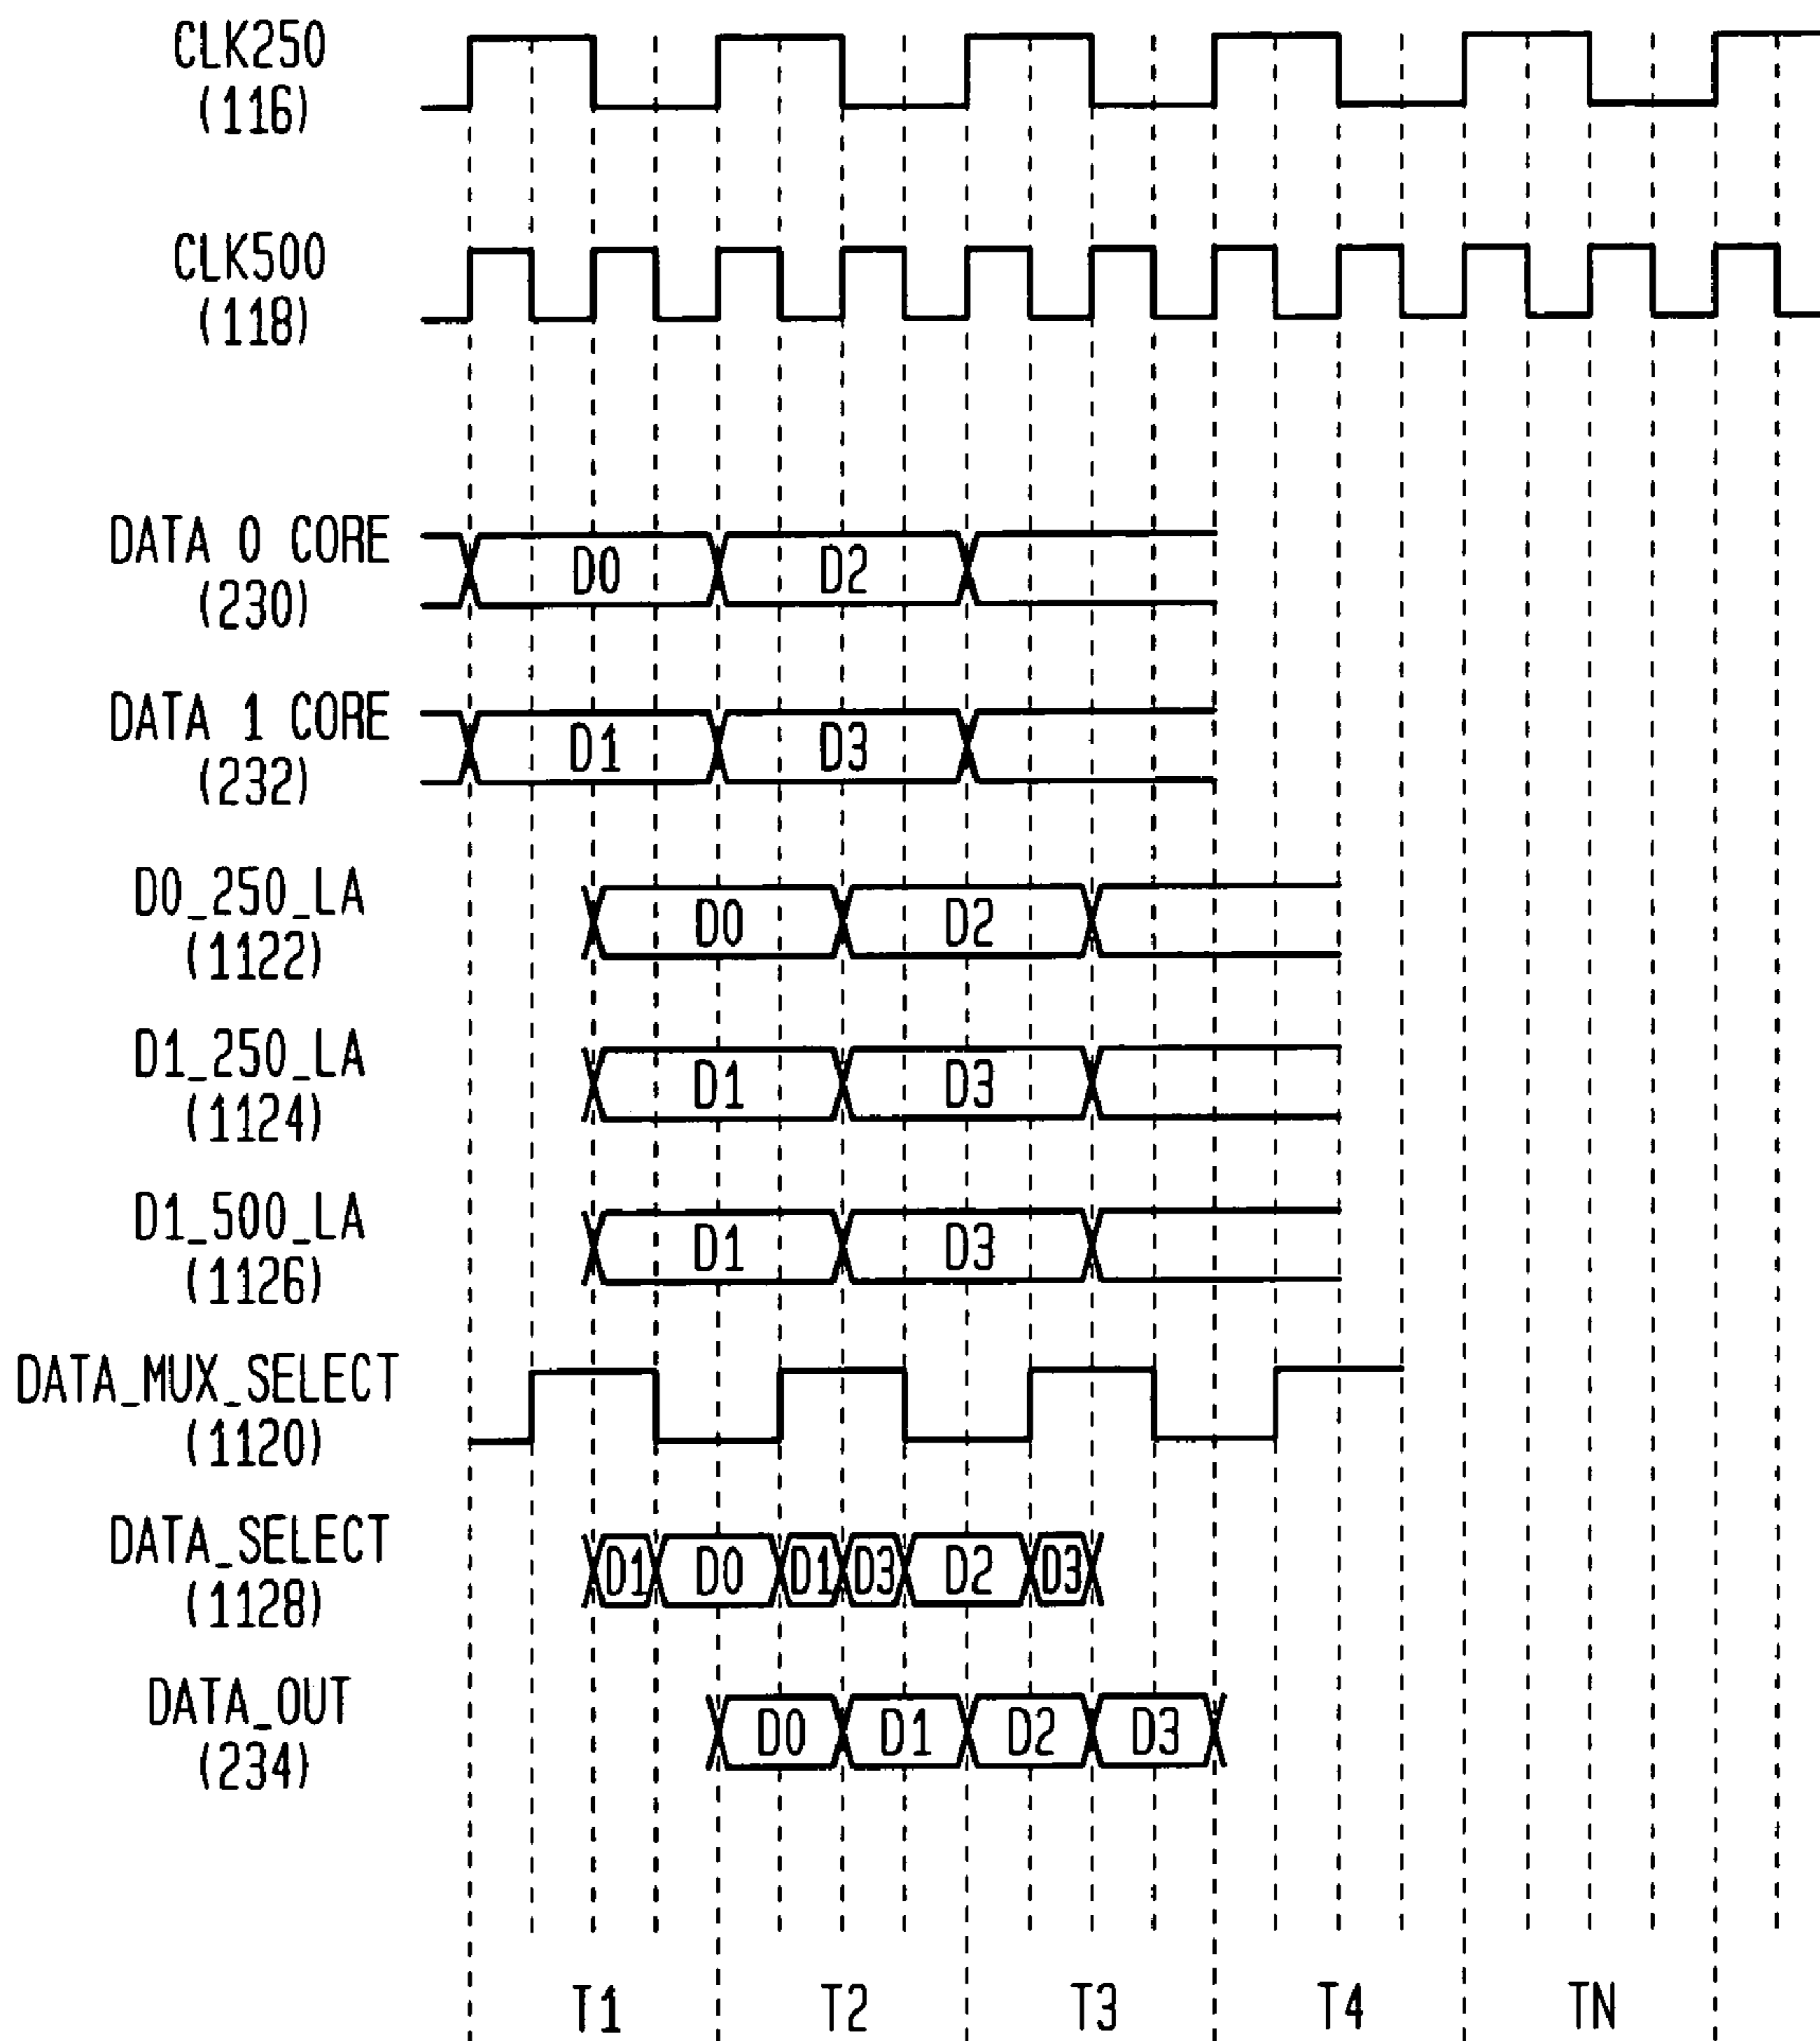 CLK250
(116)
CLK500
(118)
DATA 0 CORE
(230)
D0
D2
DATA 1 CORE
(232)
D1
D3
D0_250_LA
(1122)
D0
D2
D1_250_LA
(1124)
D1
D3
D1_500_LA
(1126)
D1
D3
DATA_MUX_SELECT
(1120)
DATA_SELECT
(1128)
D1
D0
D1
D3
D2
D3
DATA_OUT
(234)
D0
D1
D2
D3
T1
T2
T3
T4
TN